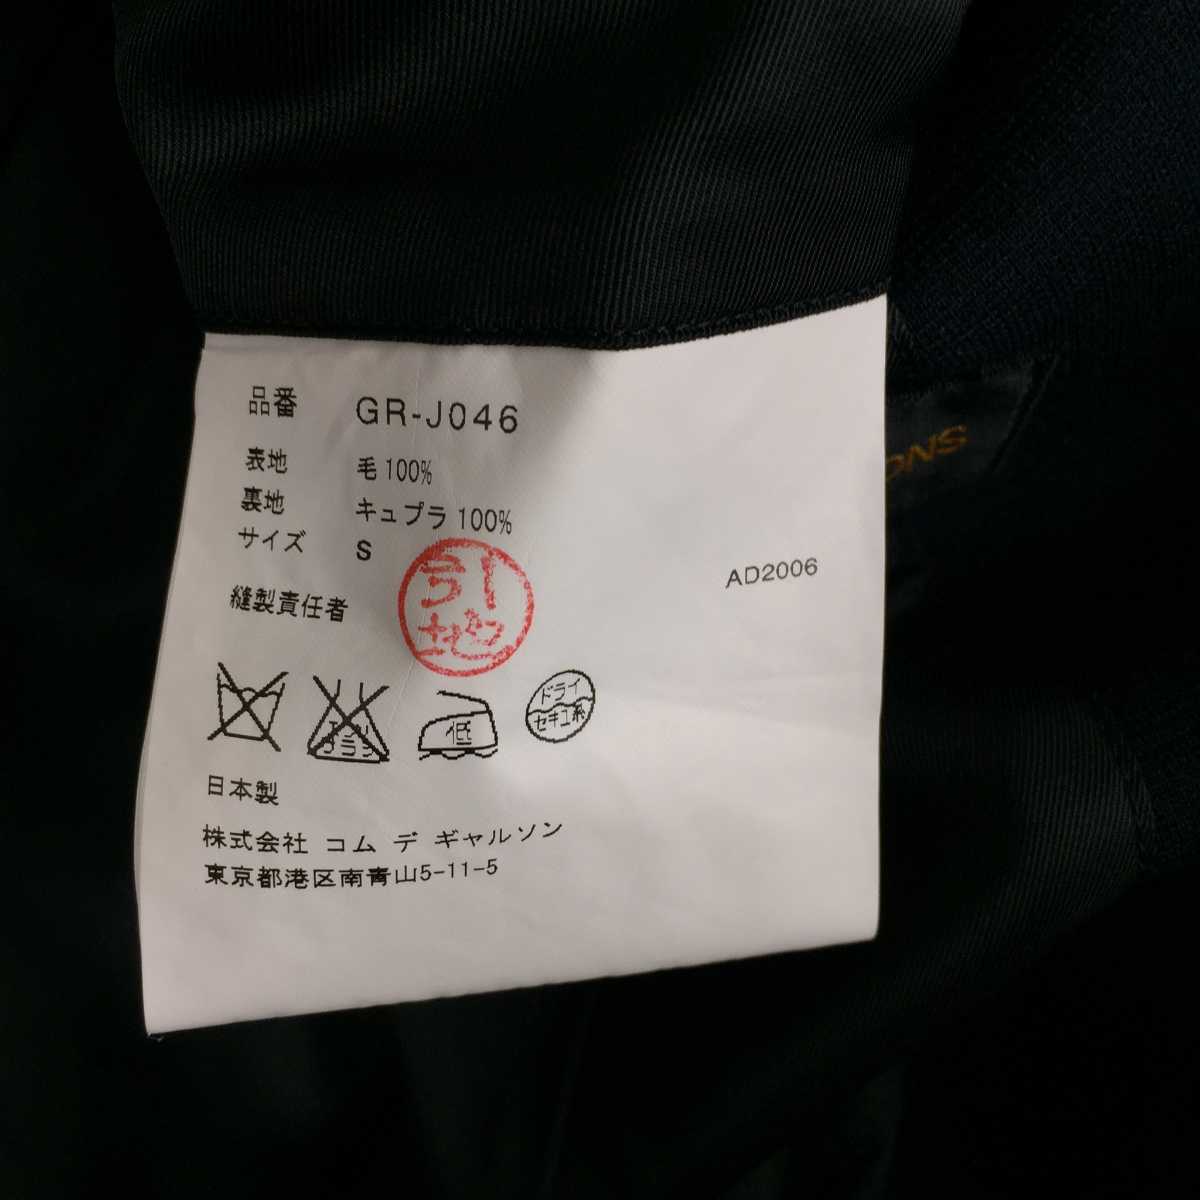 品番 GR-J046
表地 毛 100%
裏地 キュプラ 100%
サイズ S
AD2006
縫製責任者 引地
低
ドライ
セキユ系
日本製
株式会社 コム デ ギャルソン
東京都港区南青山5-11-5
ONS